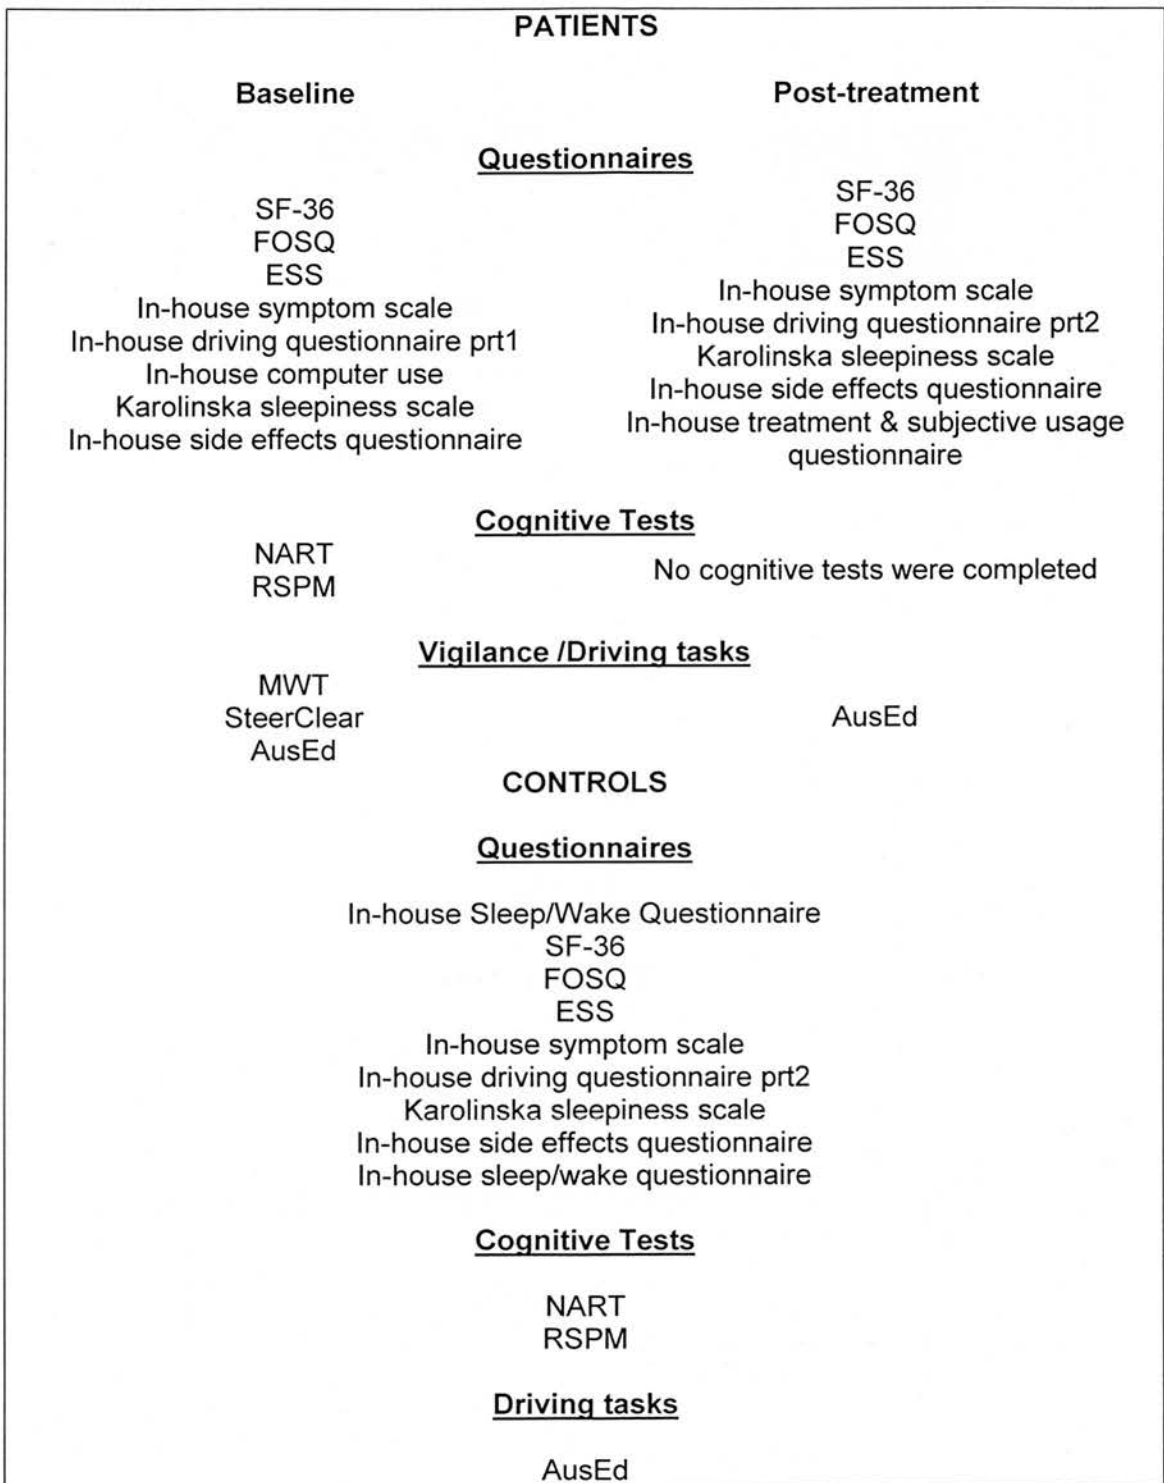 PATIENTS
Baseline
Post-treatment
Questionnaires
SF-36
FOSQ
ESS
In-house symptom scale
In-house driving questionnaire prt1
In-house computer use
Karolinska sleepiness scale
In-house side effects questionnaire
SF-36
FOSQ
ESS
In-house symptom scale
In-house driving questionnaire prt2
Karolinska sleepiness scale
In-house side effects questionnaire
In-house treatment & subjective usage
questionnaire
Cognitive Tests
NART
RSPM
No cognitive tests were completed
Vigilance /Driving tasks
MWT
SteerClear
AusEd
AusEd
CONTROLS
Questionnaires
In-house Sleep/Wake Questionnaire
SF-36
FOSQ
ESS
In-house symptom scale
In-house driving questionnaire prt2
Karolinska sleepiness scale
In-house side effects questionnaire
In-house sleep/wake questionnaire
Cognitive Tests
NART
RSPM
Driving tasks
AusEd